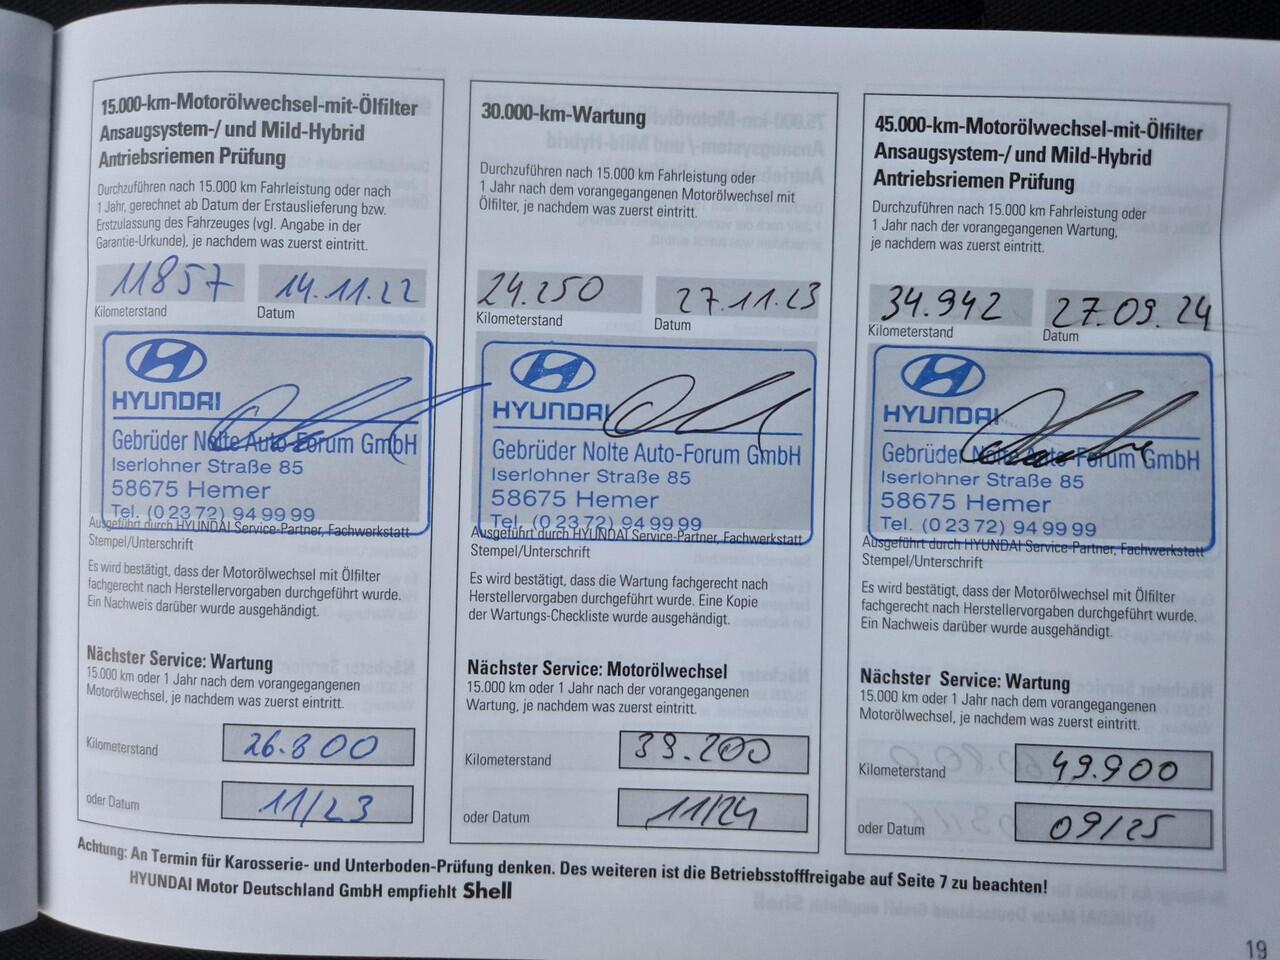 15.000-km-Motorölwechsel-mit-Ölfilter
Ansaugsystem-/ und Mild-Hybrid
Antriebsriemen Prüfung
Durchzuführen nach 15.000 km Fahrleistung oder nach
1 Jahr, gerechnet ab Datum der Erstauslieferung bzw.
Erstzulassung des Fahrzeuges (vgl. Angabe in der
Garantie-Urkunde), je nachdem was zuerst eintritt.
11857 14.11.22
Kilometerstand Datum
HYUNDAI
Gebrüder Nolte Auto-Forum GmbH
Iserlohner Straße 85
58675 Hemer
Tel. (0 23 72) 94 99 99
Ausgeführt durch HYUNDAI Service-Partner, Fachwerkstatt
Stempel/Unterschrift
Es wird bestätigt, dass der Motorölwechsel mit Ölfilter
fachgerecht nach Herstellervorgaben durchgeführt wurde.
Ein Nachweis darüber wurde ausgehändigt.
Nächster Service: Wartung
15.000 km oder 1 Jahr nach dem vorangegangenen
Motorölwechsel, je nachdem was zuerst eintritt.
Kilometerstand 26.800
oder Datum 11/23
30.000-km-Wartung
Durchzuführen nach 15.000 km Fahrleistung oder
1 Jahr nach dem vorangegangenen Motorölwechsel mit
Ölfilter, je nachdem was zuerst eintritt.
24.250 27.11.23
Kilometerstand Datum
HYUNDAI
Gebrüder Nolte Auto-Forum GmbH
Iserlohner Straße 85
58675 Hemer
Tel. (0 23 72) 94 99 99
Ausgeführt durch HYUNDAI Service-Partner, Fachwerkstatt
Stempel/Unterschrift
Es wird bestätigt, dass die Wartung fachgerecht nach
Herstellervorgaben durchgeführt wurde. Eine Kopie
der Wartungs-Checkliste wurde ausgehändigt.
Nächster Service: Motorölwechsel
15.000 km oder 1 Jahr nach der vorangegangenen
Wartung, je nachdem was zuerst eintritt.
Kilometerstand 39.200
oder Datum 11/24
45.000-km-Motorölwechsel-mit-Ölfilter
Ansaugsystem-/ und Mild-Hybrid
Antriebsriemen Prüfung
Durchzuführen nach 15.000 km Fahrleistung oder
1 Jahr nach der vorangegangenen Wartung,
je nachdem was zuerst eintritt.
34.942 27.09.24
Kilometerstand Datum
HYUNDAI
Gebrüder Nolte Auto-Forum GmbH
Iserlohner Straße 85
58675 Hemer
Tel. (0 23 72) 94 99 99
Ausgeführt durch HYUNDAI Service-Partner, Fachwerkstatt
Stempel/Unterschrift
Es wird bestätigt, dass der Motorölwechsel mit Ölfilter
fachgerecht nach Herstellervorgaben durchgeführt wurde.
Ein Nachweis darüber wurde ausgehändigt.
Nächster Service: Wartung
15.000 km oder 1 Jahr nach dem vorangegangenen
Motorölwechsel, je nachdem was zuerst eintritt.
Kilometerstand 49.900
oder Datum 09/25
Achtung: An Termin für Karosserie- und Unterboden-Prüfung denken. Des weiteren ist die Betriebsstofffreigabe auf Seite 7 zu beachten!
HYUNDAI Motor Deutschland GmbH empfiehlt Shell
19